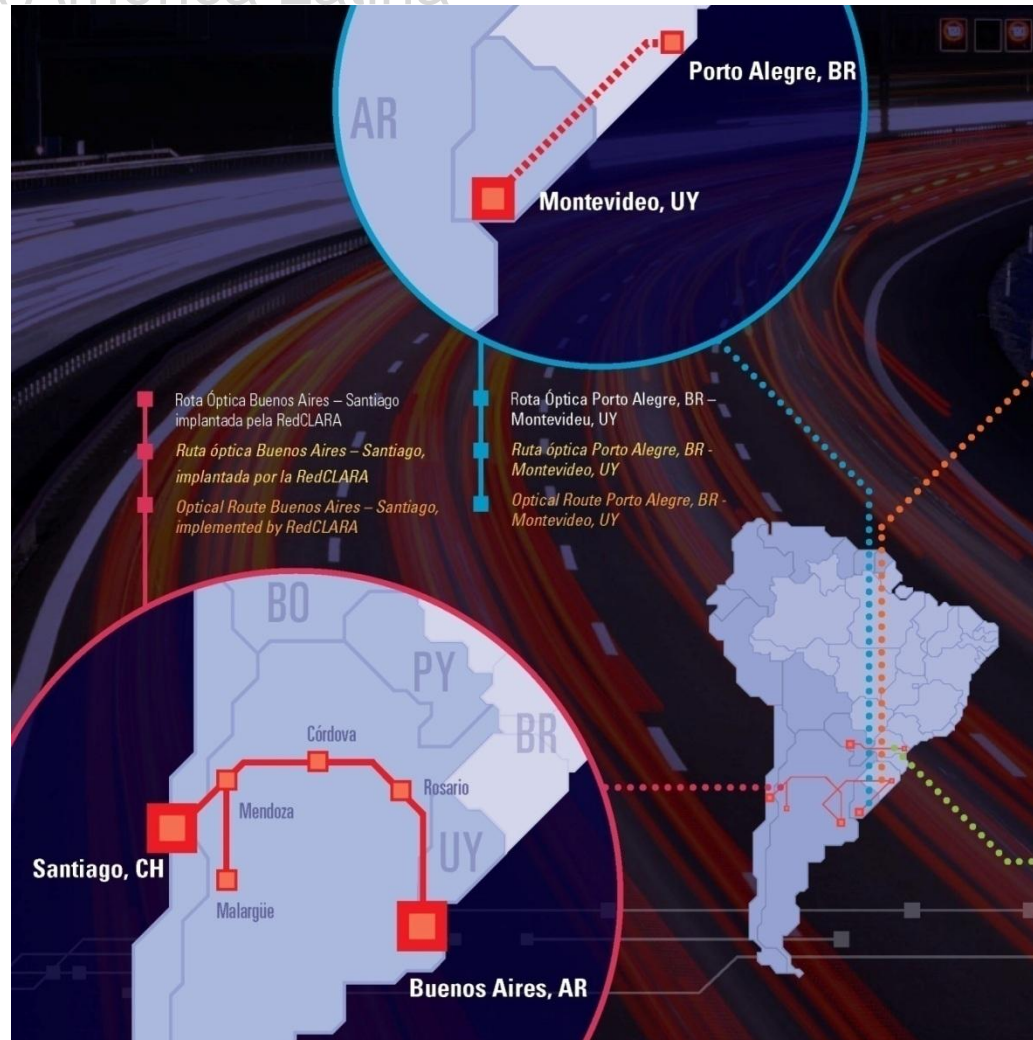 América Latina
Porto Alegre, BR
AR
Montevideo, UY
Rota Óptica Buenos Aires – Santiago
implantada pela RedCLARA
Ruta óptica Buenos Aires – Santiago,
implantada por la RedCLARA
Optical Route Buenos Aires – Santiago,
implemented by RedCLARA
Rota Óptica Porto Alegre, BR –
Montevideu, UY
Ruta óptica Porto Alegre, BR -
Montevideo, UY
Optical Route Porto Alegre, BR -
Montevideo, UY
BO
PY
BR
Córdova
Rosario
Mendoza
UY
Santiago, CH
Malargüe
Buenos Aires, AR